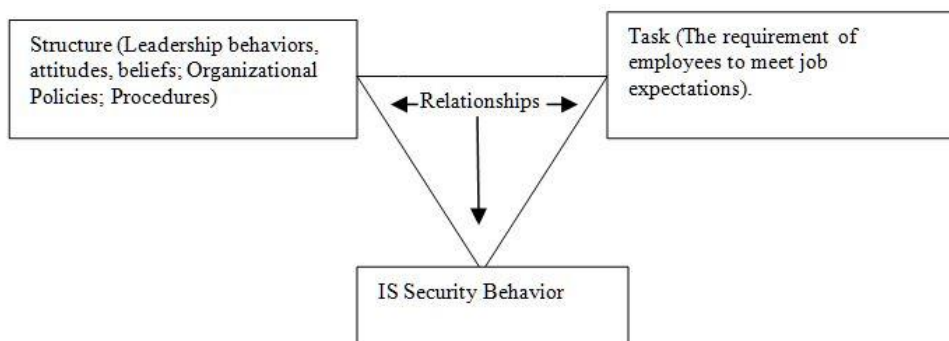 Structure (Leadership behaviors,
attitudes, beliefs; Organizational
Policies; Procedures)
Task (The requirement of
employees to meet job
expectations).
Relationships
IS Security Behavior